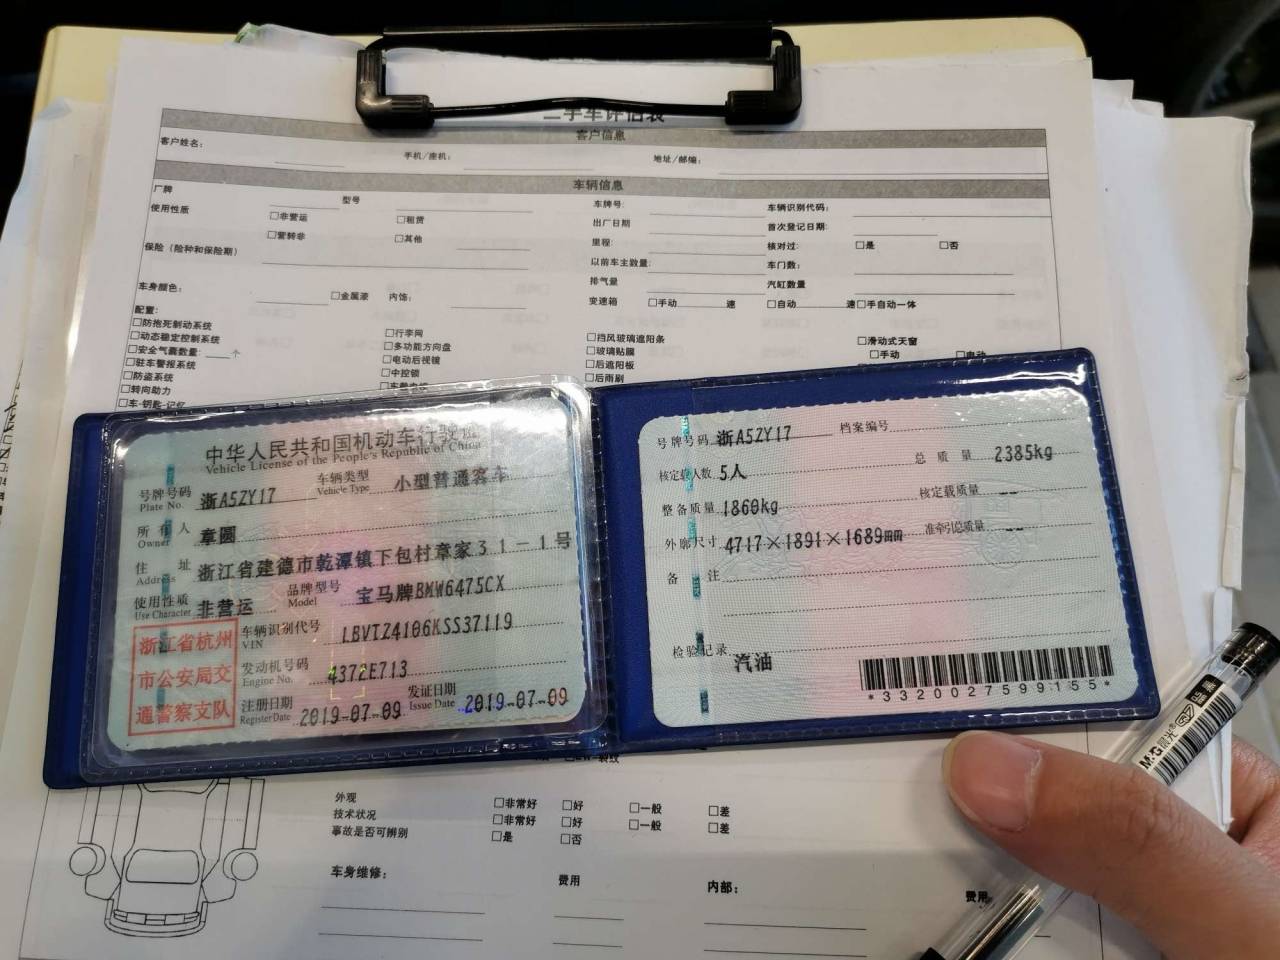 二手车评估表
客户信息
客户姓名: 手机/座机: 地址/邮编:
车辆信息
厂牌 型号 车牌号: 车辆识别代码:
使用性质 □非营运 □租赁 出厂日期 首次登记日期:
□营转非 □其他 里程: 核对过: □是 □否
保险（险种和保险期） 以前车主数量: 车门数:
排气量 汽缸数量
车身颜色: □金属漆 内饰: 变速箱 □手动 速 □自动 速 □手自动一体
配置:
□防抱死制动系统 □行李网 □挡风玻璃遮阳条 □滑动式天窗
□动态稳定控制系统 □多功能方向盘 □玻璃贴膜 □手动 □电动
□安全气囊数量: 个 □电动后视镜 □后遮阳板
□驻车警报系统 □中控锁 □后雨刷
□防盗系统
□转向助力
□车-钥匙-记忆
中华人民共和国机动车行驶证
Vehicle License of the People's Republic of China
号牌号码 浙A5ZY17 车辆类型 小型普通客车
Plate No. Vehicle Type
所有人 章圆
Owner
住址 浙江省建德市乾潭镇下包村章家31-1号
Address
使用性质 非营运 品牌型号 宝马牌BMW6475CX
Use Character Model
浙江省杭州
市公安局交
通警察支队
车辆识别代号 LBVTZ4106KSS37119
VIN
发动机号码 4372E713
Engine No.
注册日期 2019-07-09 发证日期 2019-07-09
Register Date Issue Date
号牌号码 浙A5ZY17 档案编号
核定载人数 5人 总质量 2385kg
整备质量 1860kg 核定载质量 --
外廓尺寸 4717×1891×1689mm 准牵引总质量 --
备注
检验记录 汽油
*3320027599155*
M&G 晨光
外观 □非常好 □好 □一般 □差
技术状况 □非常好 □好 □一般 □差
事故是否可辨别 □是 □否
车身维修: 费用 内部: 费用